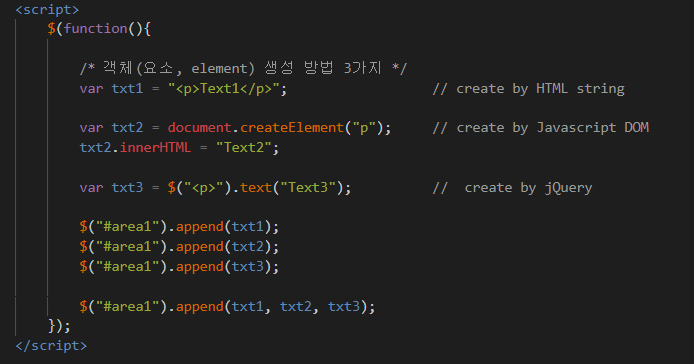 <script>
$(function(){
/* 객체(요소, element) 생성 방법 3가지 */
var txt1 = "<p>Text1</p>"; // create by HTML string
var txt2 = document.createElement("p"); // create by Javascript DOM
txt2.innerHTML = "Text2";
var txt3 = $("<p>").text("Text3"); //  create by jQuery
$("#area1").append(txt1);
$("#area1").append(txt2);
$("#area1").append(txt3);
$("#area1").append(txt1, txt2, txt3);
});
</script>